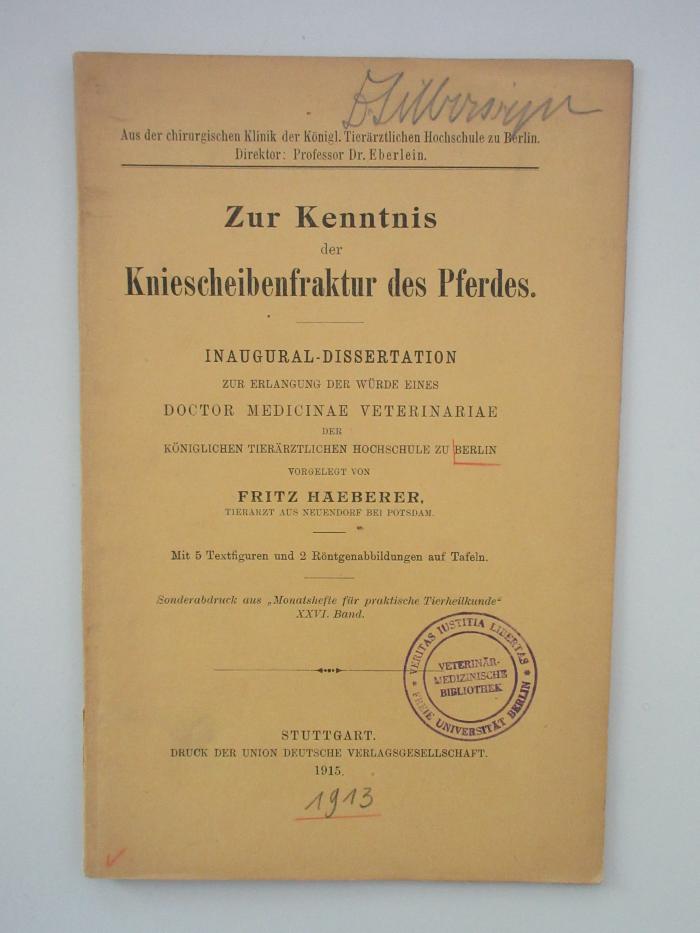 D. Silbersiepe
Aus der chirurgischen Klinik der Königl. Tierärztlichen Hochschule zu Berlin.
Direktor: Professor Dr. Eberlein.
Zur Kenntnis
der
Kniescheibenfraktur des Pferdes.
INAUGURAL-DISSERTATION
ZUR ERLANGUNG DER WÜRDE EINES
DOCTOR MEDICINAE VETERINARIAE
DER
KÖNIGLICHEN TIERÄRZTLICHEN HOCHSCHULE ZU BERLIN
VORGELEGT VON
FRITZ HAEBERER,
TIERARZT AUS NEUENDORF BEI POTSDAM.
Mit 5 Textfiguren und 2 Röntgenabbildungen auf Tafeln.
Sonderabdruck aus „Monatshefte für praktische Tierheilkunde“
XXVI. Band.
* VERITAS IUSTITIA LIBERTAS *
FREIE UNIVERSITÄT BERLIN
VETERINÄR-
MEDIZINISCHE
BIBLIOTHEK
STUTTGART.
DRUCK DER UNION DEUTSCHE VERLAGSGESELLSCHAFT.
1915.
1913